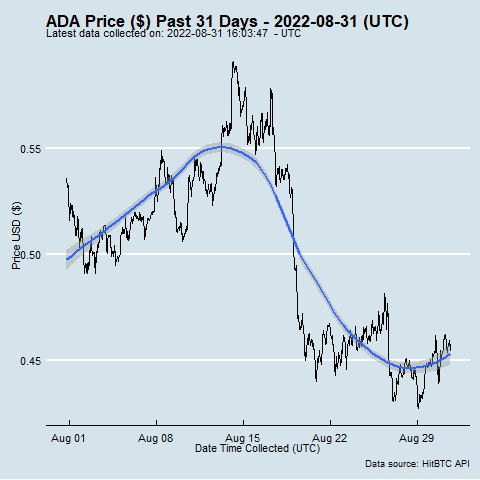 ADA Price ($) Past 31 Days - 2022-08-31 (UTC)
Latest data collected on: 2022-08-31 16:03:47  - UTC
Price USD ($)
0.55
0.50
0.45
Aug 01 Aug 08 Aug 15 Aug 22 Aug 29
Date Time Collected (UTC)
Data source: HitBTC API